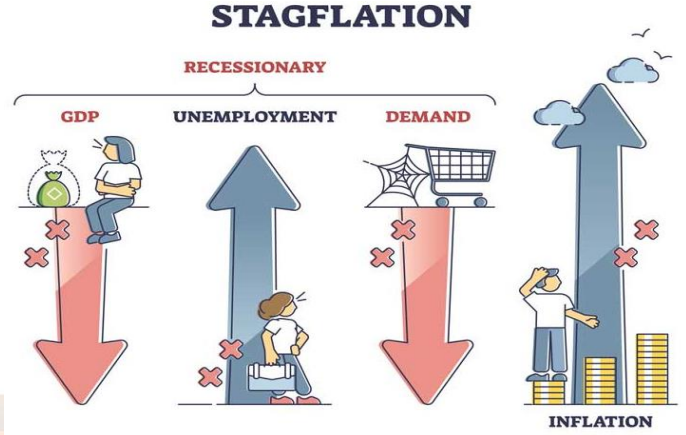 STAGFLATION
RECESSIONARY
GDP
UNEMPLOYMENT
DEMAND
INFLATION